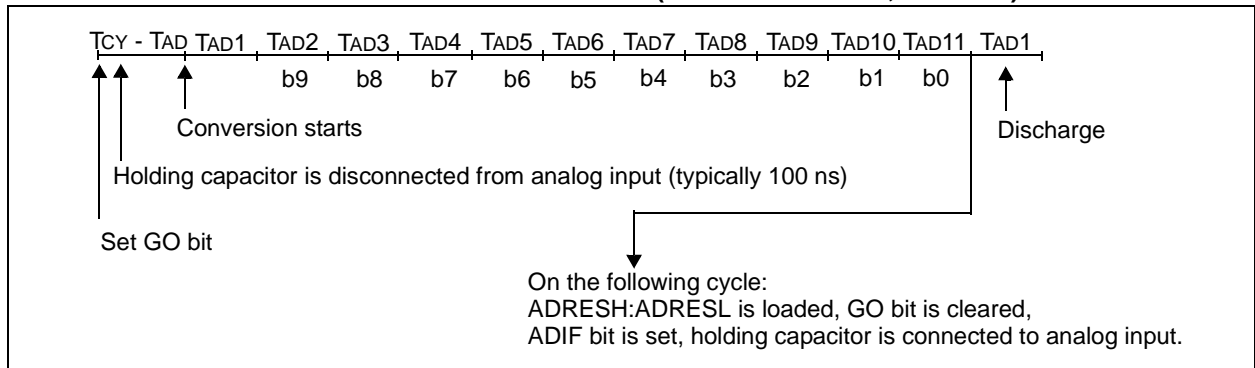 TCY - TAD TAD1 TAD2 TAD3 TAD4 TAD5 TAD6 TAD7 TAD8 TAD9 TAD10 TAD11 TAD1
b9 b8 b7 b6 b5 b4 b3 b2 b1 b0
Conversion starts
Discharge
Holding capacitor is disconnected from analog input (typically 100 ns)
Set GO bit
On the following cycle:
ADRESH:ADRESL is loaded, GO bit is cleared,
ADIF bit is set, holding capacitor is connected to analog input.